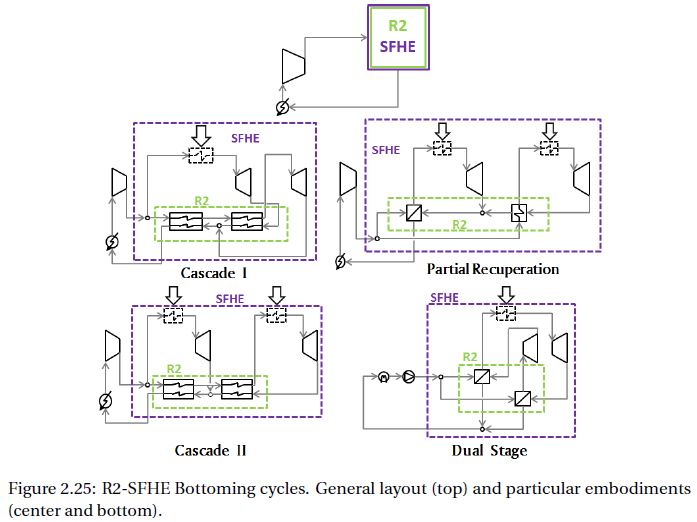 R2
SFHE
SFHE
R2
Cascade I
SFHE
R2
Partial Recuperation
SFHE
R2
Cascade II
SFHE
R2
Dual Stage
Figure 2.25: R2-SFHE Bottoming cycles. General layout (top) and particular embodiments
(center and bottom).